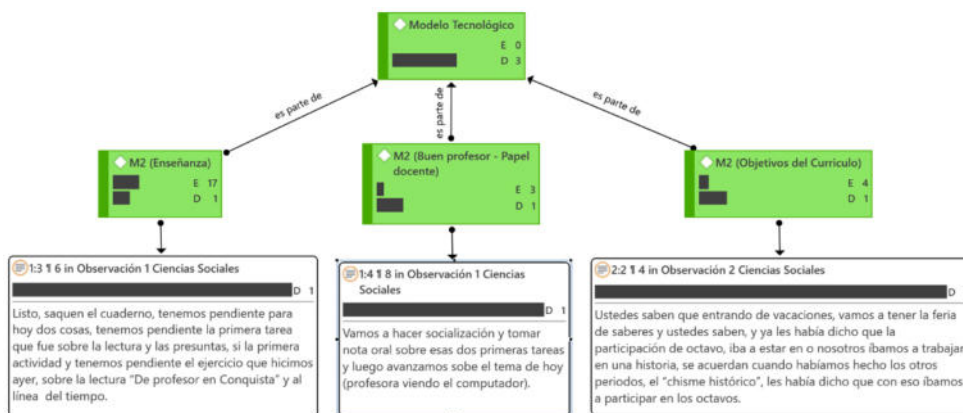 Modelo Tecnológico
E 0
D 3
es parte de
es parte de
es parte de
M2 (Enseñanza)
E 17
D 1
M2 (Buen profesor - Papel
docente)
E 3
D 1
M2 (Objetivos del Curriculo)
E 4
D 1
1:3 ¶ 6 in Observación 1 Ciencias Sociales
D 1
Listo, saquen el cuaderno, tenemos pendiente para
hoy dos cosas, tenemos pendiente la primera tarea
que fue sobre la lectura y las presuntas, si la primera
actividad y tenemos pendiente el ejercicio que hicimos
ayer, sobre la lectura "De profesor en Conquista" y al
línea del tiempo.
1:4 ¶ 8 in Observación 1 Ciencias
Sociales
D 1
Vamos a hacer socialización y tomar
nota oral sobre esas dos primeras tareas
y luego avanzamos sobe el tema de hoy
(profesora viendo el computador).
2:2 ¶ 4 in Observación 2 Ciencias Sociales
D
Ustedes saben que entrando de vacaciones, vamos a tener la feria
de saberes y ustedes saben, y ya les había dicho que la
participación de octavo, iba a estar en o nosotros íbamos a trabajar
en una historia, se acuerdan cuando habíamos hecho los otros
periodos, el "chisme histórico", les había dicho que con eso íbamos
a participar en los octavos.